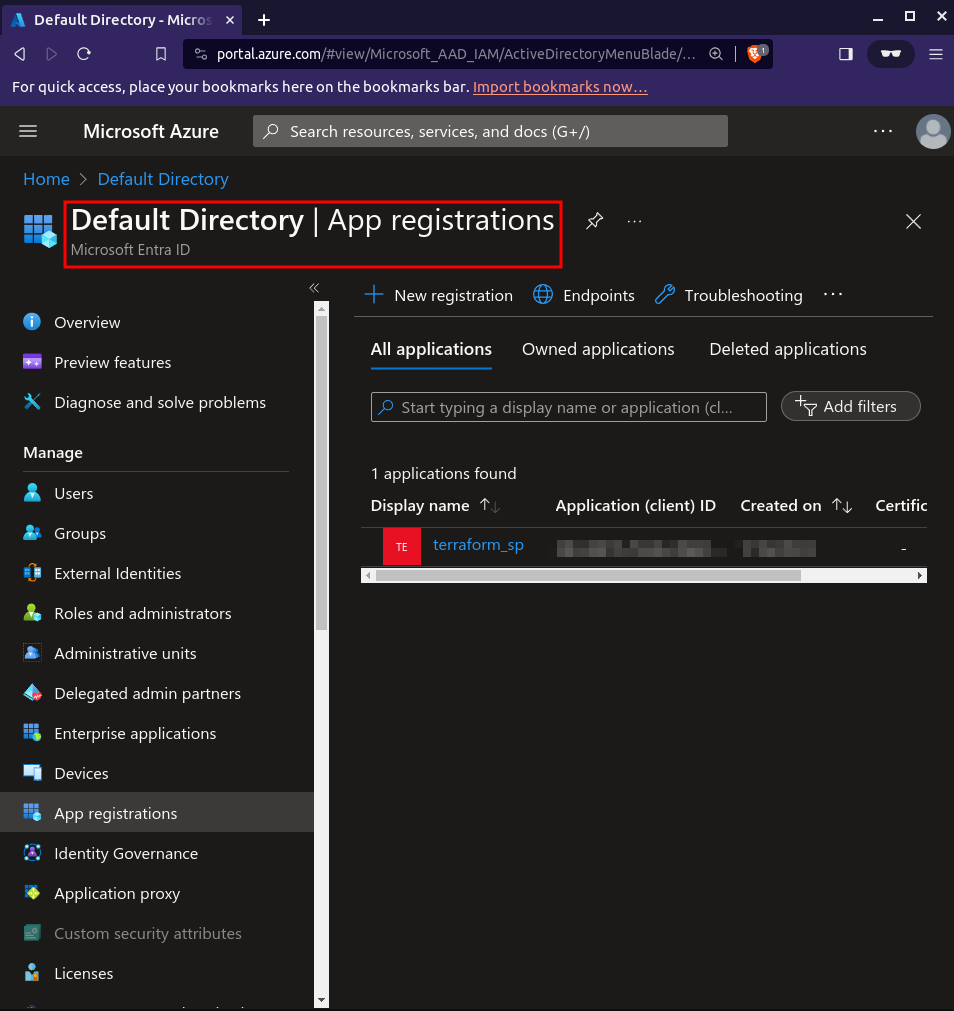 Default Directory - Micros
portal.azure.com/#view/Microsoft_AAD_IAM/ActiveDirectoryMenuBlade/...
1
For quick access, place your bookmarks here on the bookmarks bar. Import bookmarks now...
Microsoft Azure
Search resources, services, and docs (G+/)
Home > Default Directory
Default Directory | App registrations
Microsoft Entra ID
New registration
Endpoints
Troubleshooting
Overview
Preview features
Diagnose and solve problems
Manage
Users
Groups
External Identities
Roles and administrators
Administrative units
Delegated admin partners
Enterprise applications
Devices
App registrations
Identity Governance
Application proxy
Custom security attributes
Licenses
All applications
Owned applications
Deleted applications
Start typing a display name or application (cl...
Add filters
1 applications found
Display name
Application (client) ID
Created on
Certific
TE
terraform_sp
-